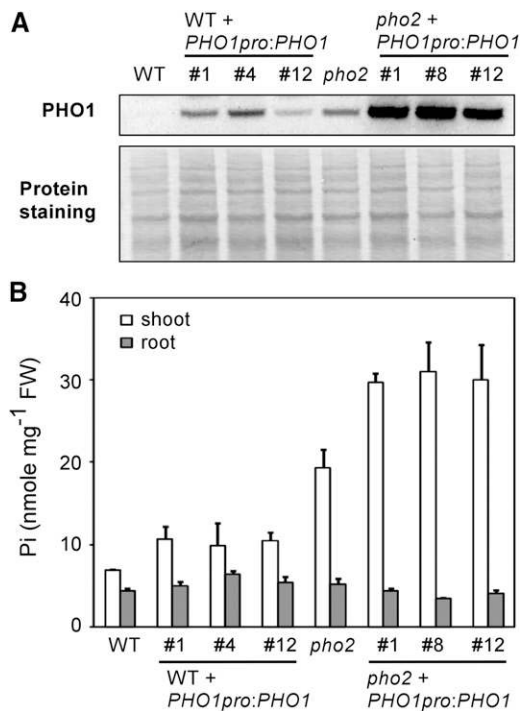 A
WT + pho2 +
PHO1pro:PHO1 PHO1pro:PHO1
WT #1 #4 #12 pho2 #1 #8 #12
PHO1
Protein
staining
B
40
shoot
root
30
20
10
0
Pi (nmole mg⁻¹ FW)
WT #1 #4 #12 pho2 #1 #8 #12
WT + pho2 +
PHO1pro:PHO1 PHO1pro:PHO1